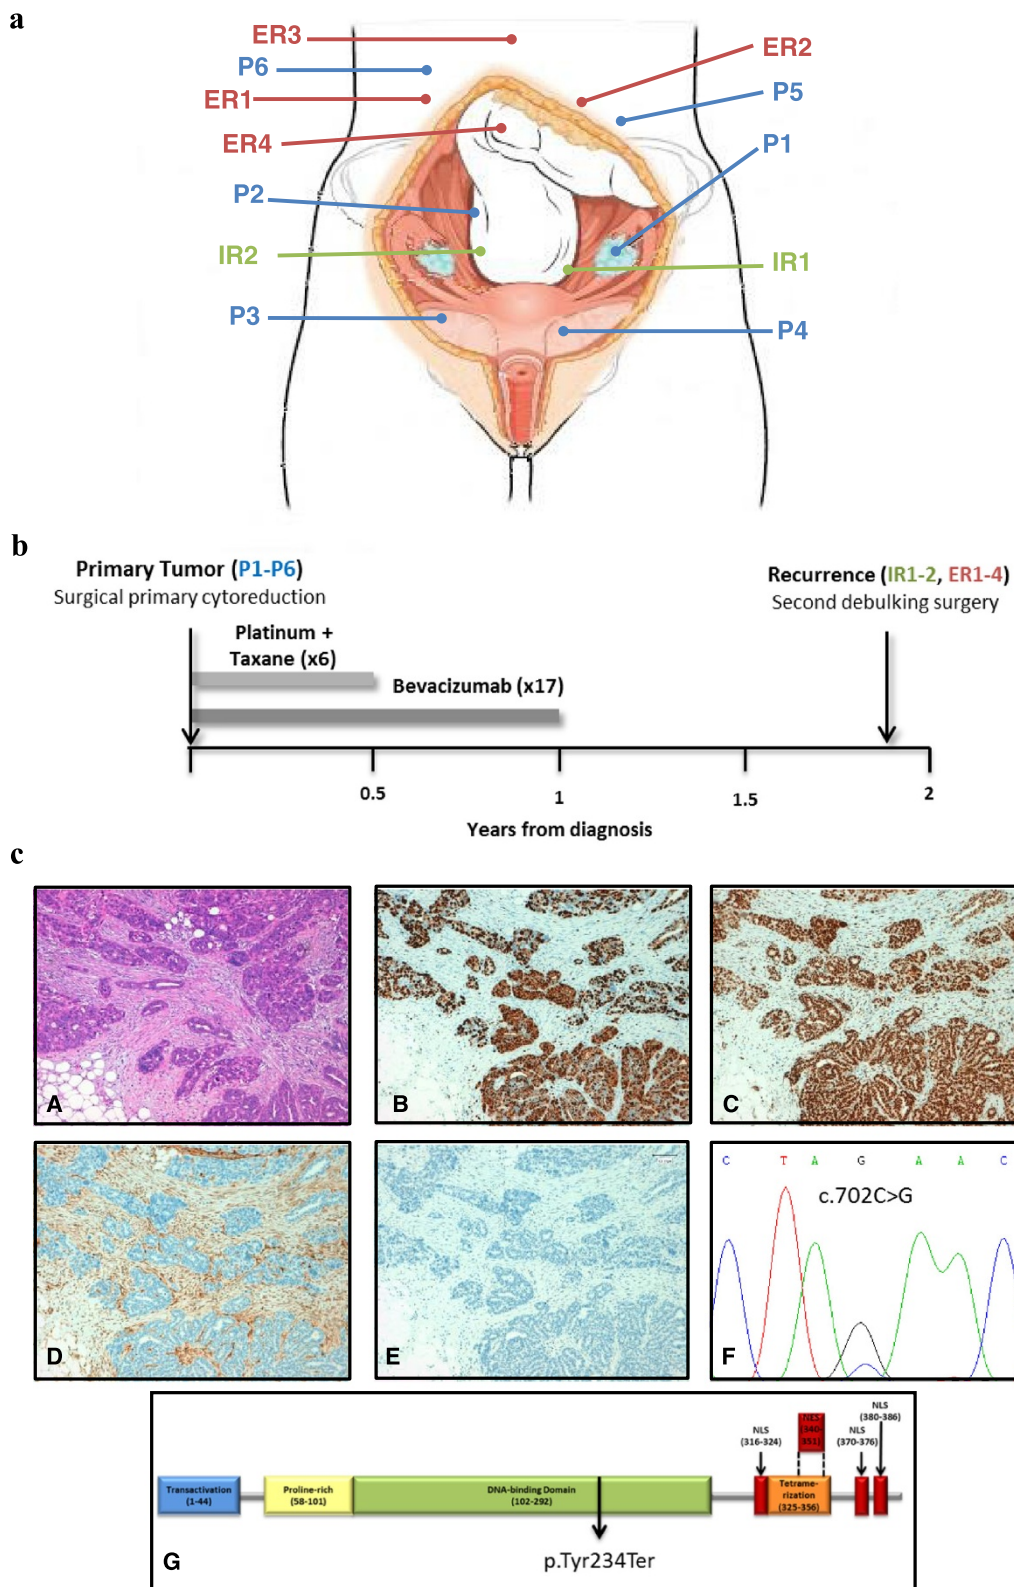 a
ER3
ER2
P6
P5
ER1
ER4
P1
P2
IR2
IR1
P3
P4
b
Primary Tumor (P1-P6)
Surgical primary cytoreduction
Recurrence (IR1-2, ER1-4)
Second debulking surgery
Platinum +
Taxane (x6)
Bevacizumab (x17)
0.5
1
1.5
2
Years from diagnosis
c
A
B
C
D
E
C T A G A A C
c.702C>G
F
NLS
(316-324)
NES
(340-
351)
NLS
(370-376)
NLS
(380-386)
Transactivation
(1-44)
Proline-rich
(58-101)
DNA-binding Domain
(102-292)
Tetrame-
rization
(325-356)
p.Tyr234Ter
G